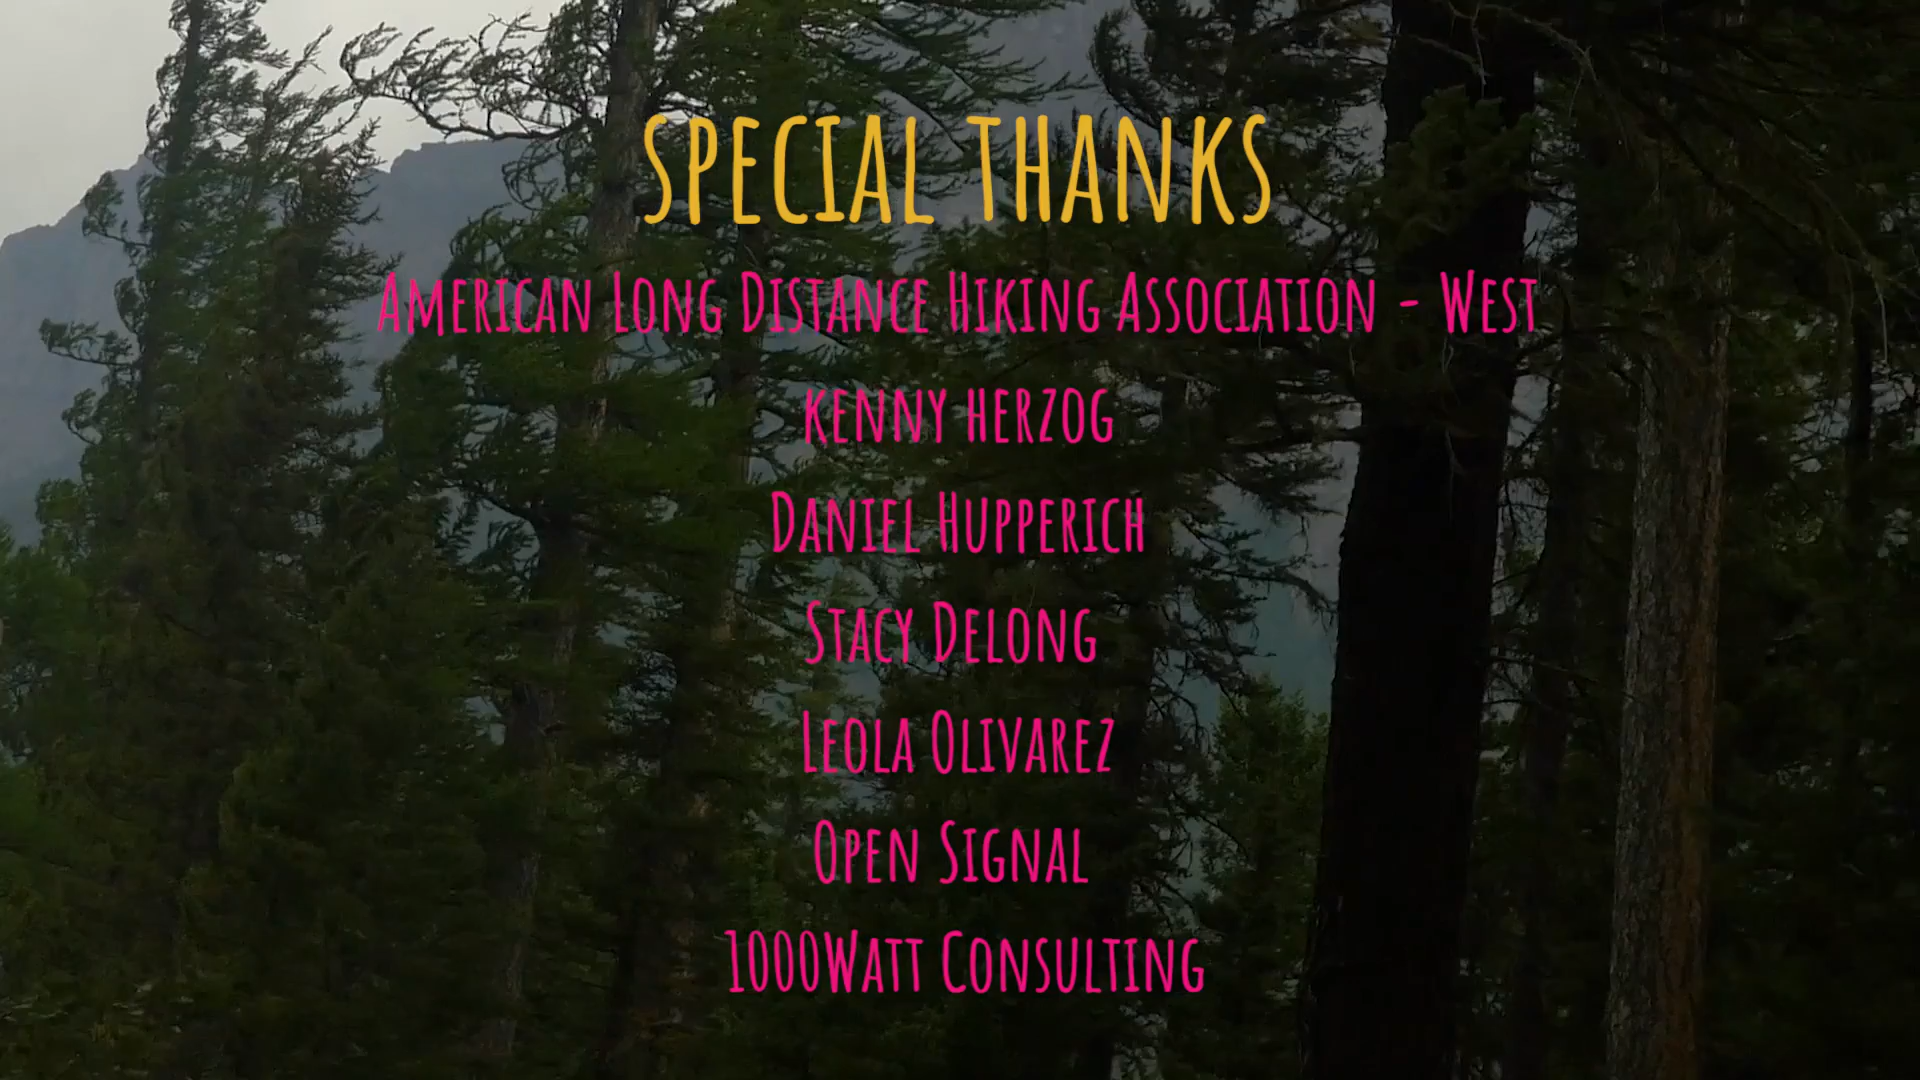 SPECIAL THANKS
AMERICAN LONG DISTANCE HIKING ASSOCIATION - WEST
KENNY HERZOG
DANIEL HUPPERICH
STACY DELONG
LEOLA OLIVAREZ
OPEN SIGNAL
1000WATT CONSULTING